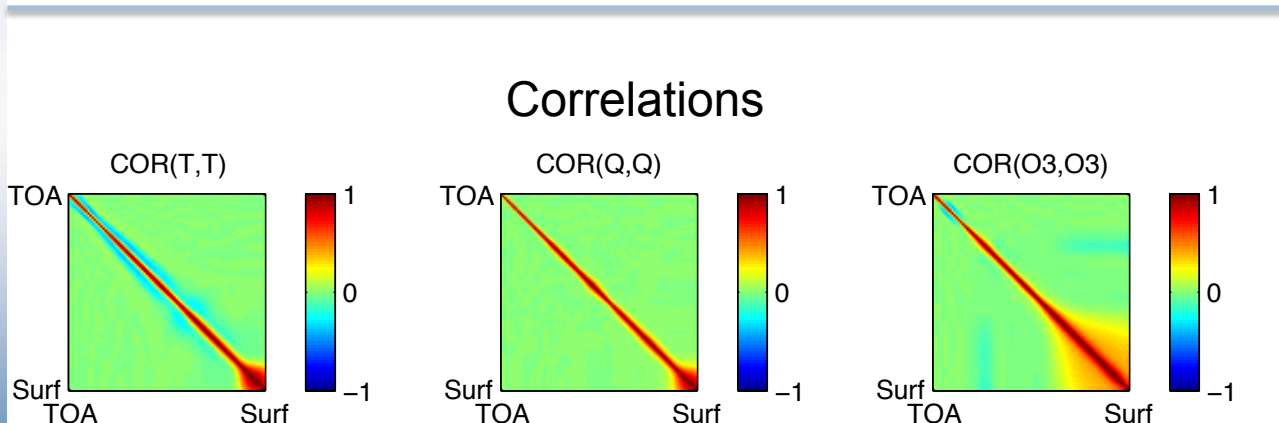 Correlations
COR(T,T)
COR(Q,Q)
COR(O3,O3)
TOA
1
0
−1
Surf
TOA
Surf
TOA
1
0
−1
Surf
TOA
Surf
TOA
1
0
−1
Surf
TOA
Surf